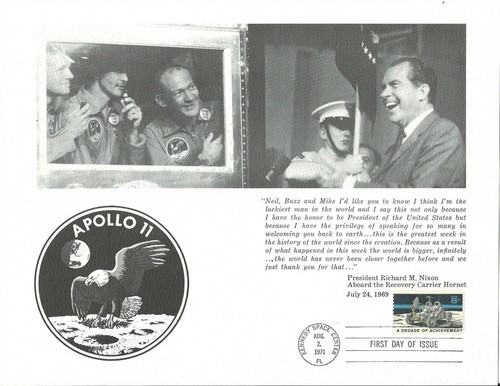 "Neil, Buzz and Mike I'd like you to know I think I'm the
luckiest man in the world and I say this not only because
I have the honor to be President of the United States but
because I have the privilege of speaking for so many in
welcoming you back to earth...this is the greatest week in
the history of the world since the creation. Because as a result
of what happened in this week the world is bigger, infinitely
..,the world has never been closer together before and we
just thank you for that..."
President Richard M. Nixon
Aboard the Recovery Carrier Hornet
July 24, 1969
APOLLO 11
A DECADE OF ACHIEVEMENT
KENNEDY SPACE CENTER
AUG.
2
1971
FL
FIRST DAY OF ISSUE